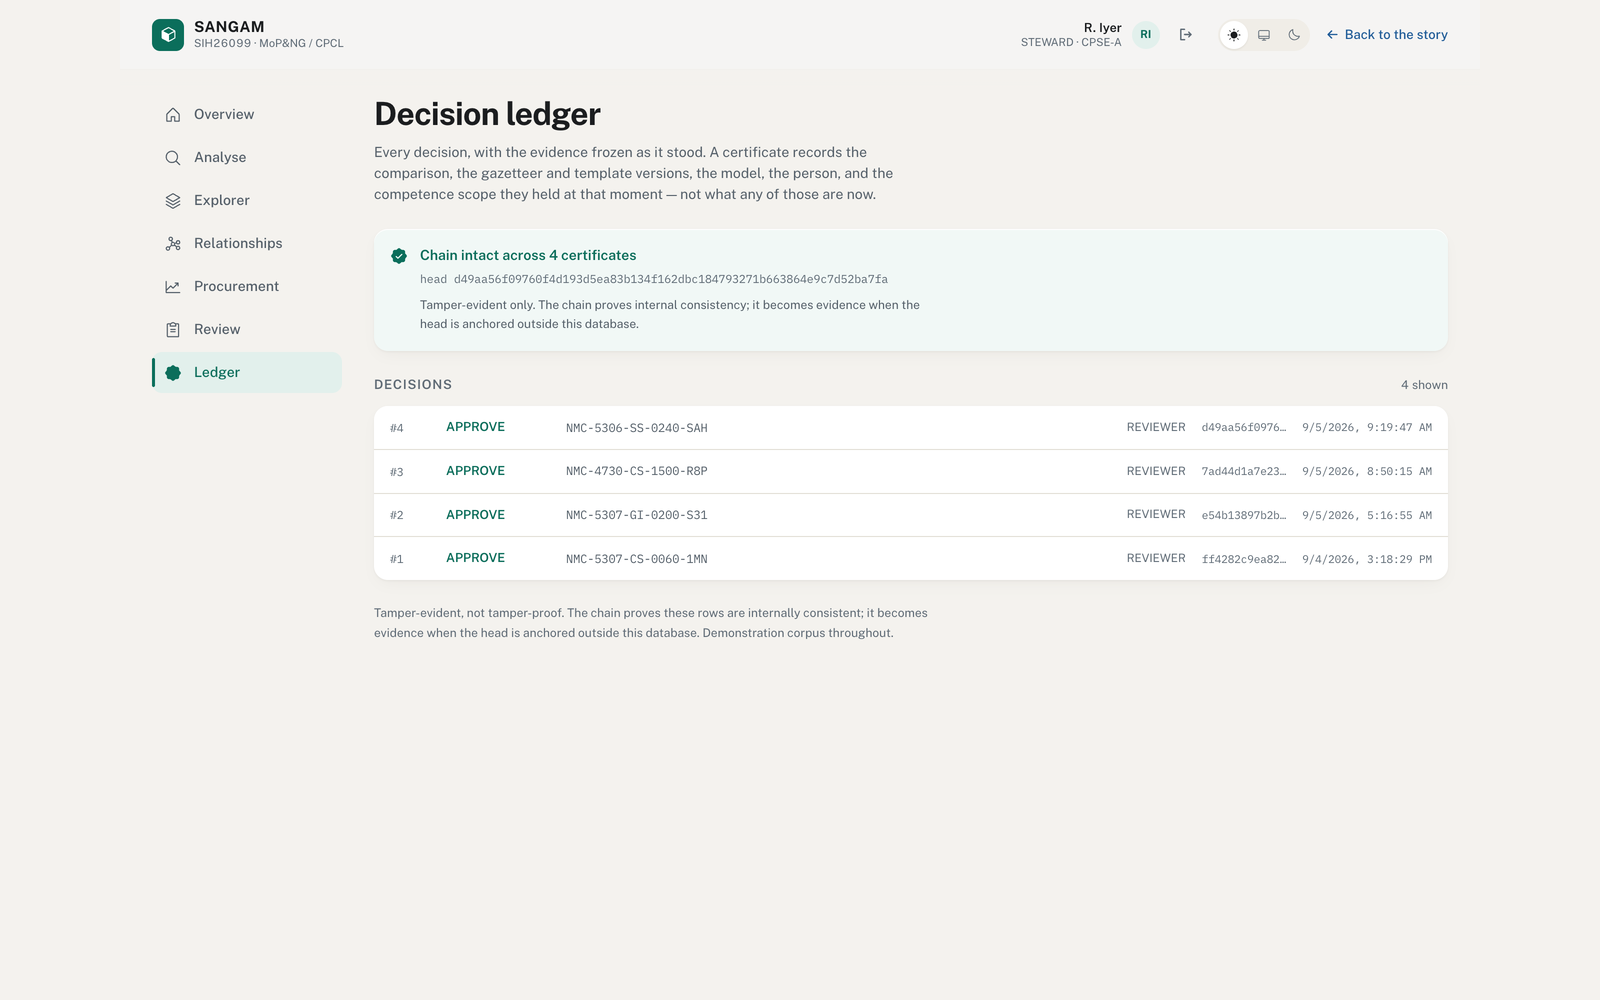 SANGAM
SIH26099 · MoP&NG / CPCL
R. Iyer
STEWARD · CPSE-A
RI
← Back to the story
Overview
Analyse
Explorer
Relationships
Procurement
Review
Ledger
Decision ledger
Every decision, with the evidence frozen as it stood. A certificate records the
comparison, the gazetteer and template versions, the model, the person, and the
competence scope they held at that moment — not what any of those are now.
Chain intact across 4 certificates
head d49aa56f09760f4d193d5ea83b134f162dbc184793271b663864e9c7d52ba7fa
Tamper-evident only. The chain proves internal consistency; it becomes evidence when the
head is anchored outside this database.
DECISIONS
4 shown
#4 APPROVE NMC-5306-SS-0240-SAH REVIEWER d49aa56f0976… 9/5/2026, 9:19:47 AM
#3 APPROVE NMC-4730-CS-1500-R8P REVIEWER 7ad44d1a7e23… 9/5/2026, 8:50:15 AM
#2 APPROVE NMC-5307-GI-0200-S31 REVIEWER e54b13897b2b… 9/5/2026, 5:16:55 AM
#1 APPROVE NMC-5307-CS-0060-1MN REVIEWER ff4282c9ea82… 9/4/2026, 3:18:29 PM
Tamper-evident, not tamper-proof. The chain proves these rows are internally consistent; it becomes
evidence when the head is anchored outside this database. Demonstration corpus throughout.